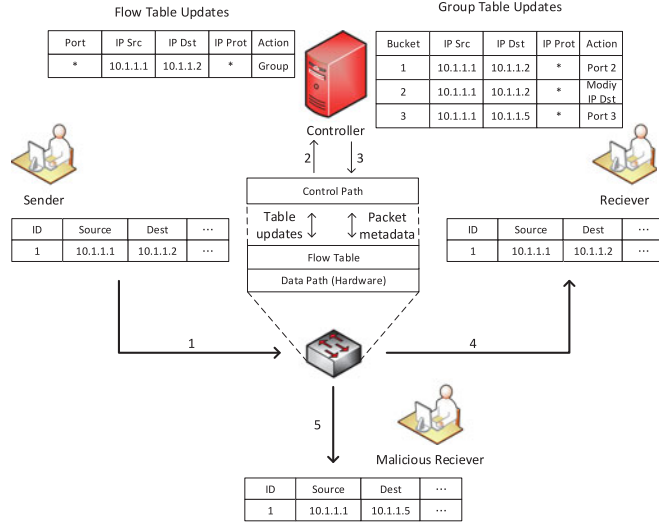 Flow Table Updates
Port IP Src IP Dst IP Prot Action
* 10.1.1.1 10.1.1.2 * Group
Group Table Updates
Bucket IP Src IP Dst IP Prot Action
1 10.1.1.1 10.1.1.2 * Port 2
2 10.1.1.1 10.1.1.2 * Modiy IP Dst
3 10.1.1.1 10.1.1.5 * Port 3
Controller
2 3
Sender
ID Source Dest ...
1 10.1.1.1 10.1.1.2 ...
Control Path
Table updates
Packet metadata
Flow Table
Data Path (Hardware)
Reciever
ID Source Dest ...
1 10.1.1.1 10.1.1.2 ...
1
4
5
Malicious Reciever
ID Source Dest ...
1 10.1.1.1 10.1.1.5 ...